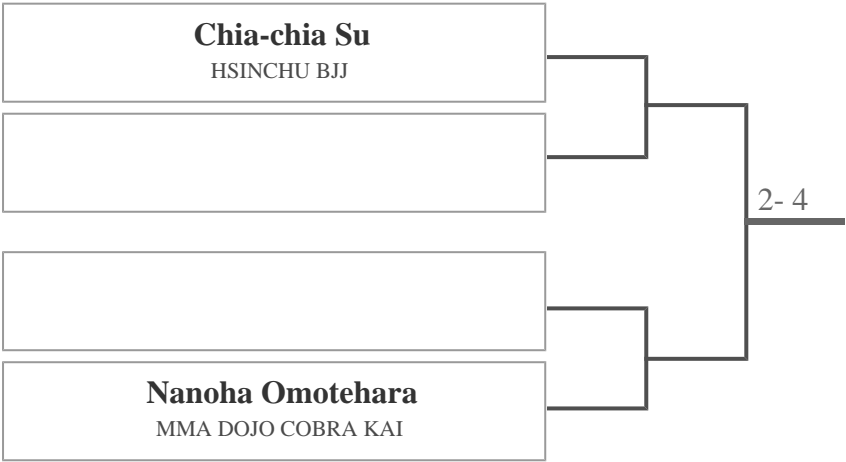 Chia-chia Su
HSINCHU BJJ
2- 4
Nanoha Omotehara
MMA DOJO COBRA KAI